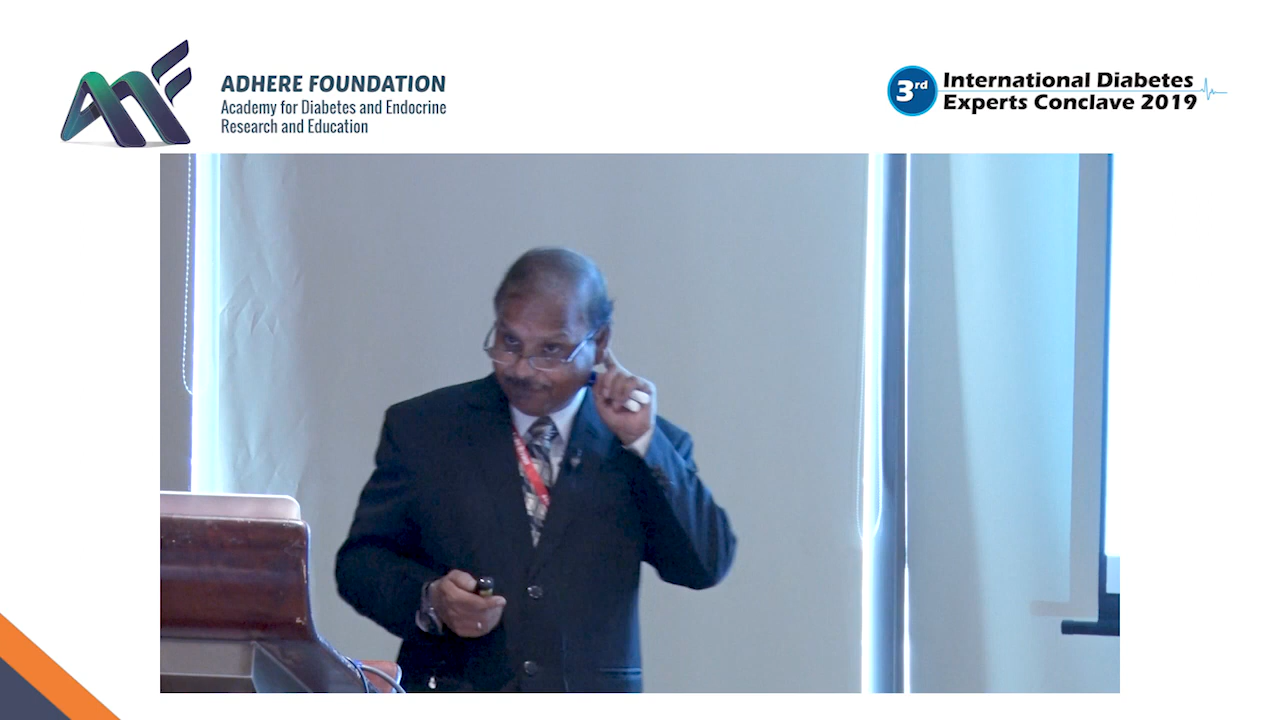 ADHERE FOUNDATION
Academy for Diabetes and Endocrine
Research and Education
3rd
International Diabetes
Experts Conclave 2019